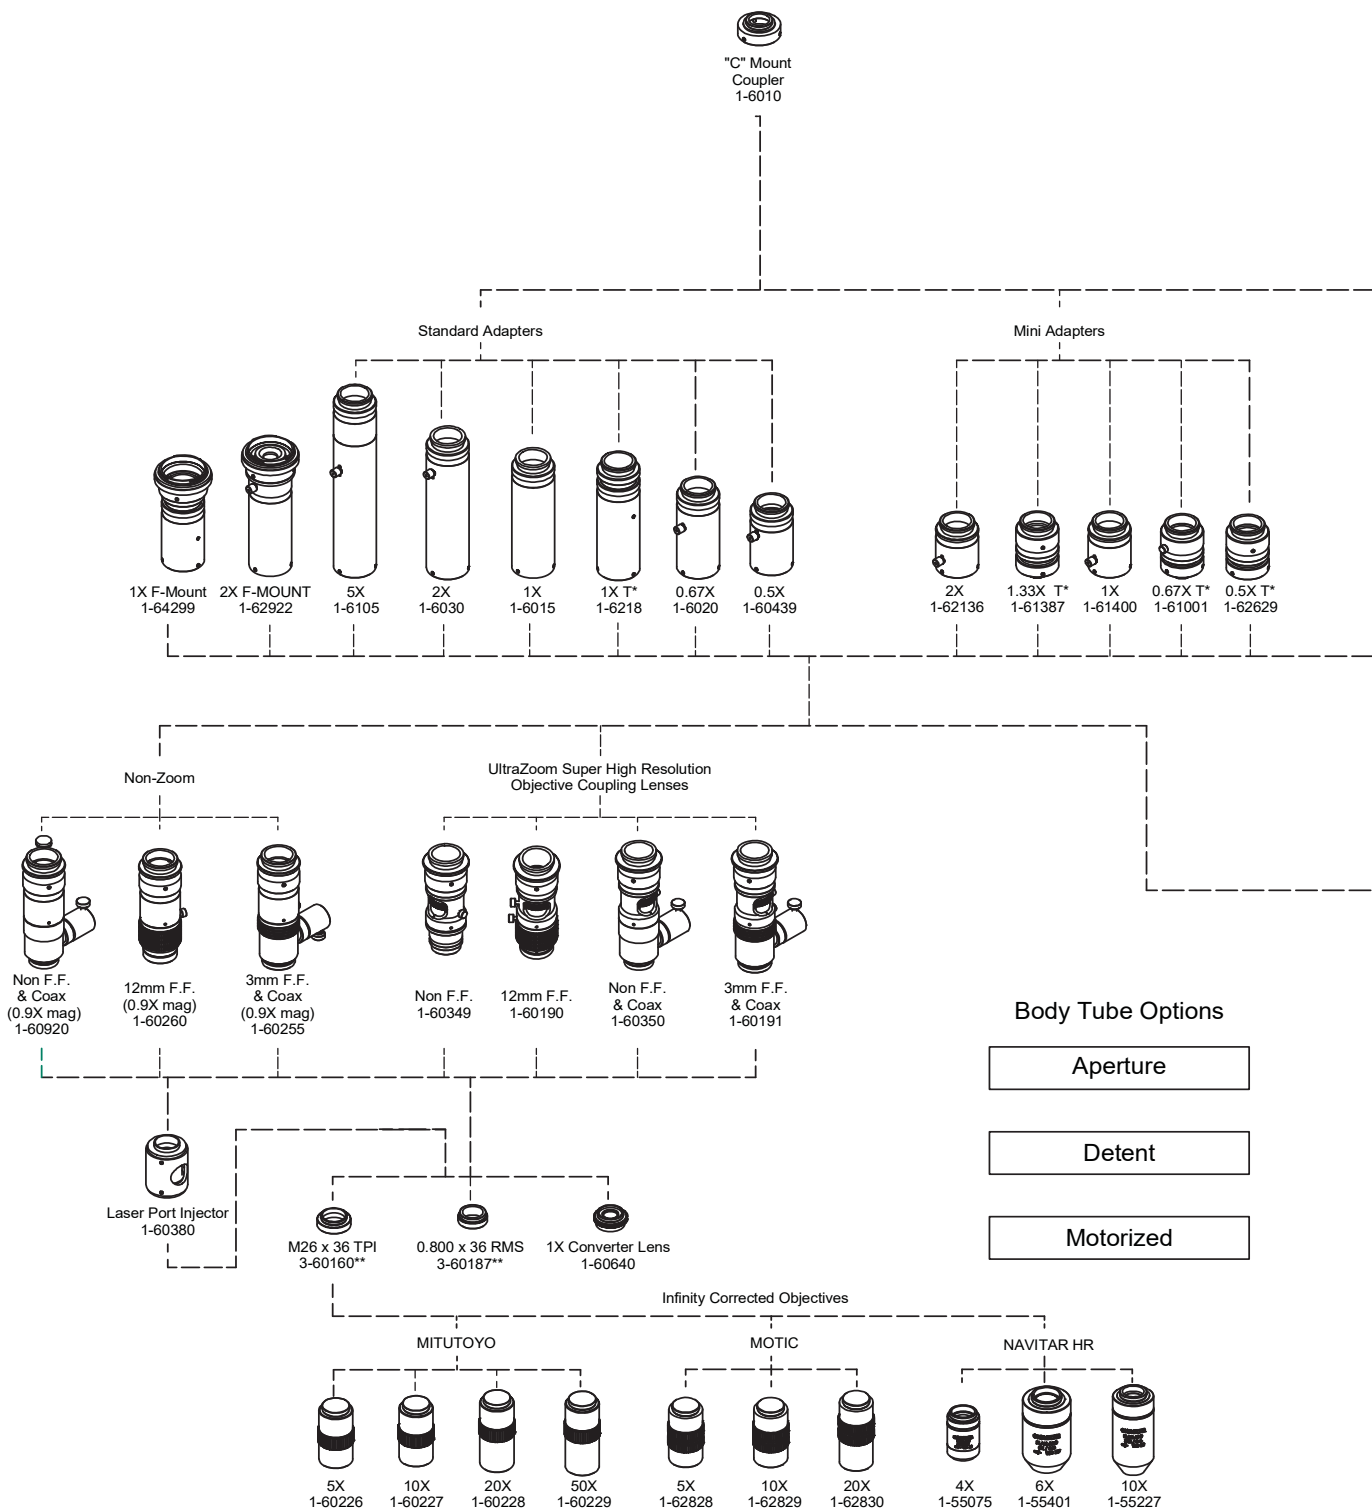 "C" Mount
Coupler
1-6010
Standard Adapters
Mini Adapters
1X F-Mount
1-64299
2X F-MOUNT
1-62922
5X
1-6105
2X
1-6030
1X
1-6015
1X T*
1-6218
0.67X
1-6020
0.5X
1-60439
2X
1-62136
1.33X T*
1-61387
1X
1-61400
0.67X T*
1-61001
0.5X T*
1-62629
Non-Zoom
UltraZoom Super High Resolution
Objective Coupling Lenses
Non F.F.
& Coax
(0.9X mag)
1-60920
12mm F.F.
(0.9X mag)
1-60260
3mm F.F.
& Coax
(0.9X mag)
1-60255
Non F.F.
1-60349
12mm F.F.
1-60190
Non F.F.
& Coax
1-60350
3mm F.F.
& Coax
1-60191
Body Tube Options
Aperture
Detent
Motorized
Laser Port Injector
1-60380
M26 x 36 TPI
3-60160**
0.800 x 36 RMS
3-60187**
1X Converter Lens
1-60640
Infinity Corrected Objectives
MITUTOYO
MOTIC
NAVITAR HR
5X
1-60226
10X
1-60227
20X
1-60228
50X
1-60229
5X
1-62828
10X
1-62829
20X
1-62830
4X
1-55075
6X
1-55401
10X
1-55227